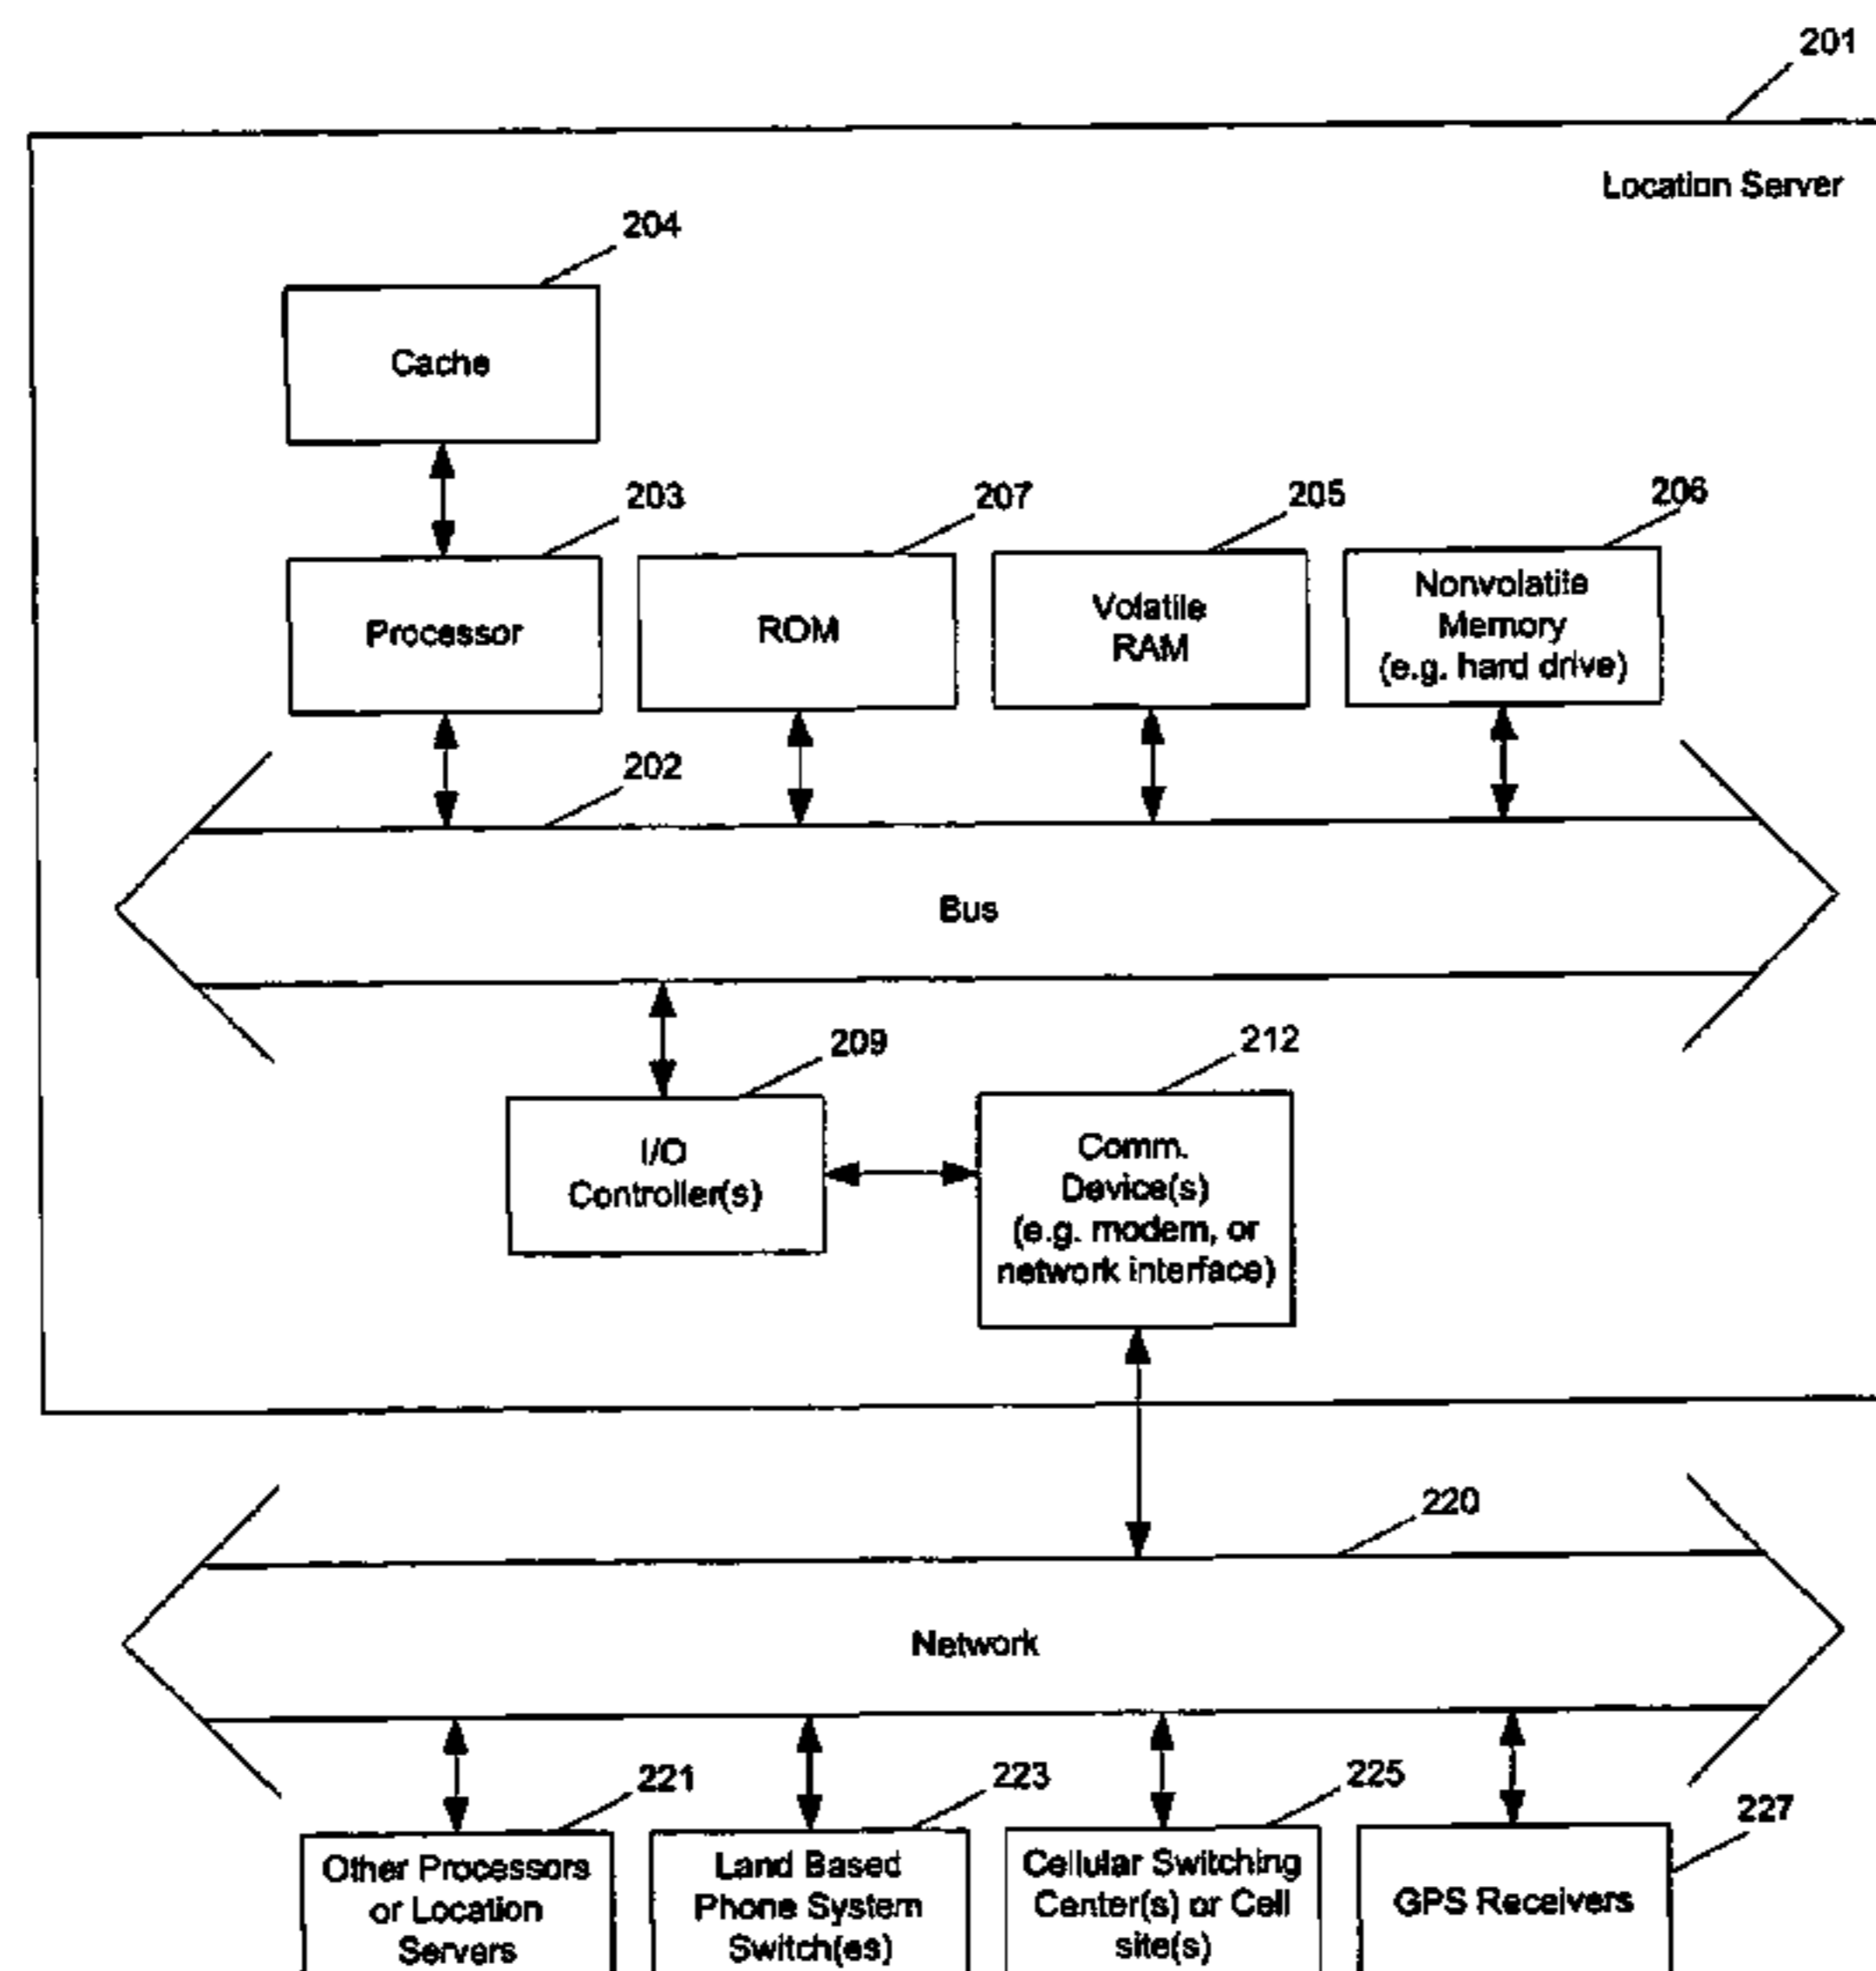 201
Location Server
204
Cache
203
207
205
206
Processor
ROM
Volatile
RAM
Nonvolatile
Memory
(e.g. hard drive)
202
Bus
209
212
I/O
Controller(s)
Comm.
Device(s)
(e.g. modem, or
network interface)
220
Network
221
223
225
227
Other Processors
or Location
Servers
Land Based
Phone System
Switch(es)
Cellular Switching
Center(s) or Cell
site(s)
GPS Receivers